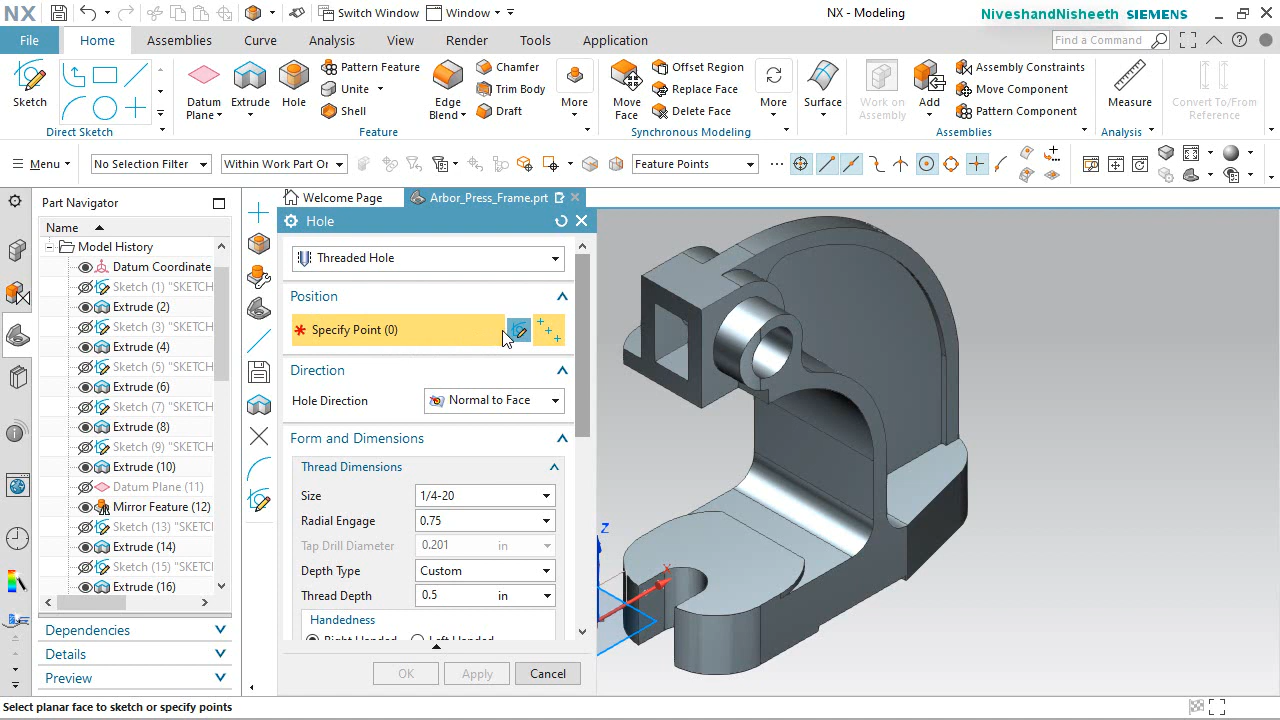 NX
Switch Window
Window
NX - Modeling
NiveshandNisheeth SIEMENS
File
Home
Assemblies
Curve
Analysis
View
Render
Tools
Application
Find a Command
Sketch
Direct Sketch
Datum Plane
Extrude
Hole
Pattern Feature
Unite
Shell
Edge Blend
Chamfer
Trim Body
Draft
More
Feature
Move Face
Offset Region
Replace Face
Delete Face
More
Synchronous Modeling
Surface
Work on Assembly
Add
Assembly Constraints
Move Component
Pattern Component
Assemblies
Measure
Analysis
Convert To/From Reference
Menu
No Selection Filter
Within Work Part Or
Feature Points
Part Navigator
Name
Model History
Datum Coordinate
Sketch (1) "SKETCH
Extrude (2)
Sketch (3) "SKETCH
Extrude (4)
Sketch (5) "SKETCH
Extrude (6)
Sketch (7) "SKETCH
Extrude (8)
Sketch (9) "SKETCH
Extrude (10)
Datum Plane (11)
Mirror Feature (12)
Sketch (13) "SKETC
Extrude (14)
Sketch (15) "SKETC
Extrude (16)
Dependencies
Details
Preview
Welcome Page
Arbor_Press_Frame.prt
Hole
Threaded Hole
Position
* Specify Point (0)
Direction
Hole Direction
Normal to Face
Form and Dimensions
Thread Dimensions
Size
1/4-20
Radial Engage
0.75
Tap Drill Diameter
0.201 in
Depth Type
Custom
Thread Depth
0.5 in
Handedness
Right Handed
Left Handed
OK
Apply
Cancel
Z
X
Select planar face to sketch or specify points